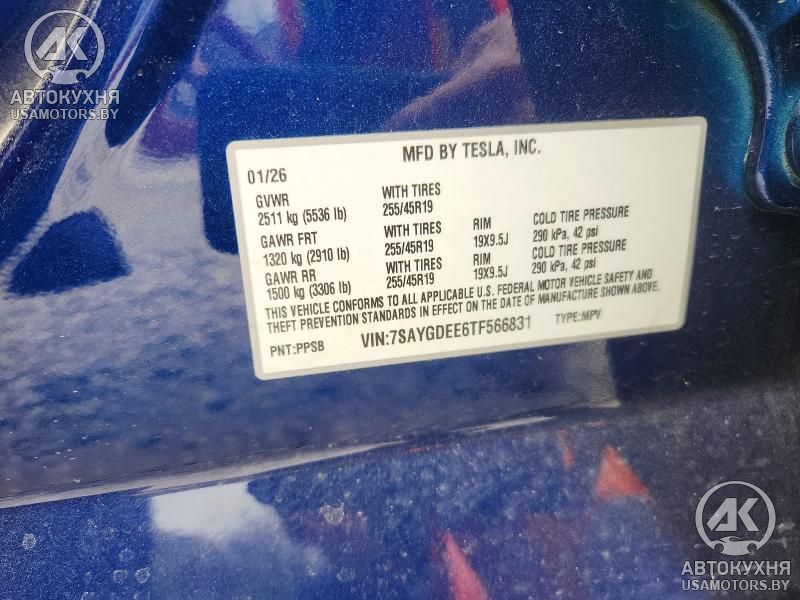 AK
АВТОКУХНЯ
USAMOTORS.BY
MFD BY TESLA, INC.
01/26
GVWR WITH TIRES
2511 kg (5536 lb) 255/45R19
GAWR FRT WITH TIRES RIM COLD TIRE PRESSURE
1320 kg (2910 lb) 255/45R19 19X9.5J 290 kPa, 42 psi
GAWR RR WITH TIRES RIM COLD TIRE PRESSURE
1500 kg (3306 lb) 255/45R19 19X9.5J 290 kPa, 42 psi
THIS VEHICLE CONFORMS TO ALL APPLICABLE U.S. FEDERAL MOTOR VEHICLE SAFETY AND
THEFT PREVENTION STANDARDS IN EFFECT ON THE DATE OF MANUFACTURE SHOWN ABOVE.
PNT:PPSB VIN:7SAYGDEE6TF566831 TYPE:MPV
AK
АВТОКУХНЯ
USAMOTORS.BY